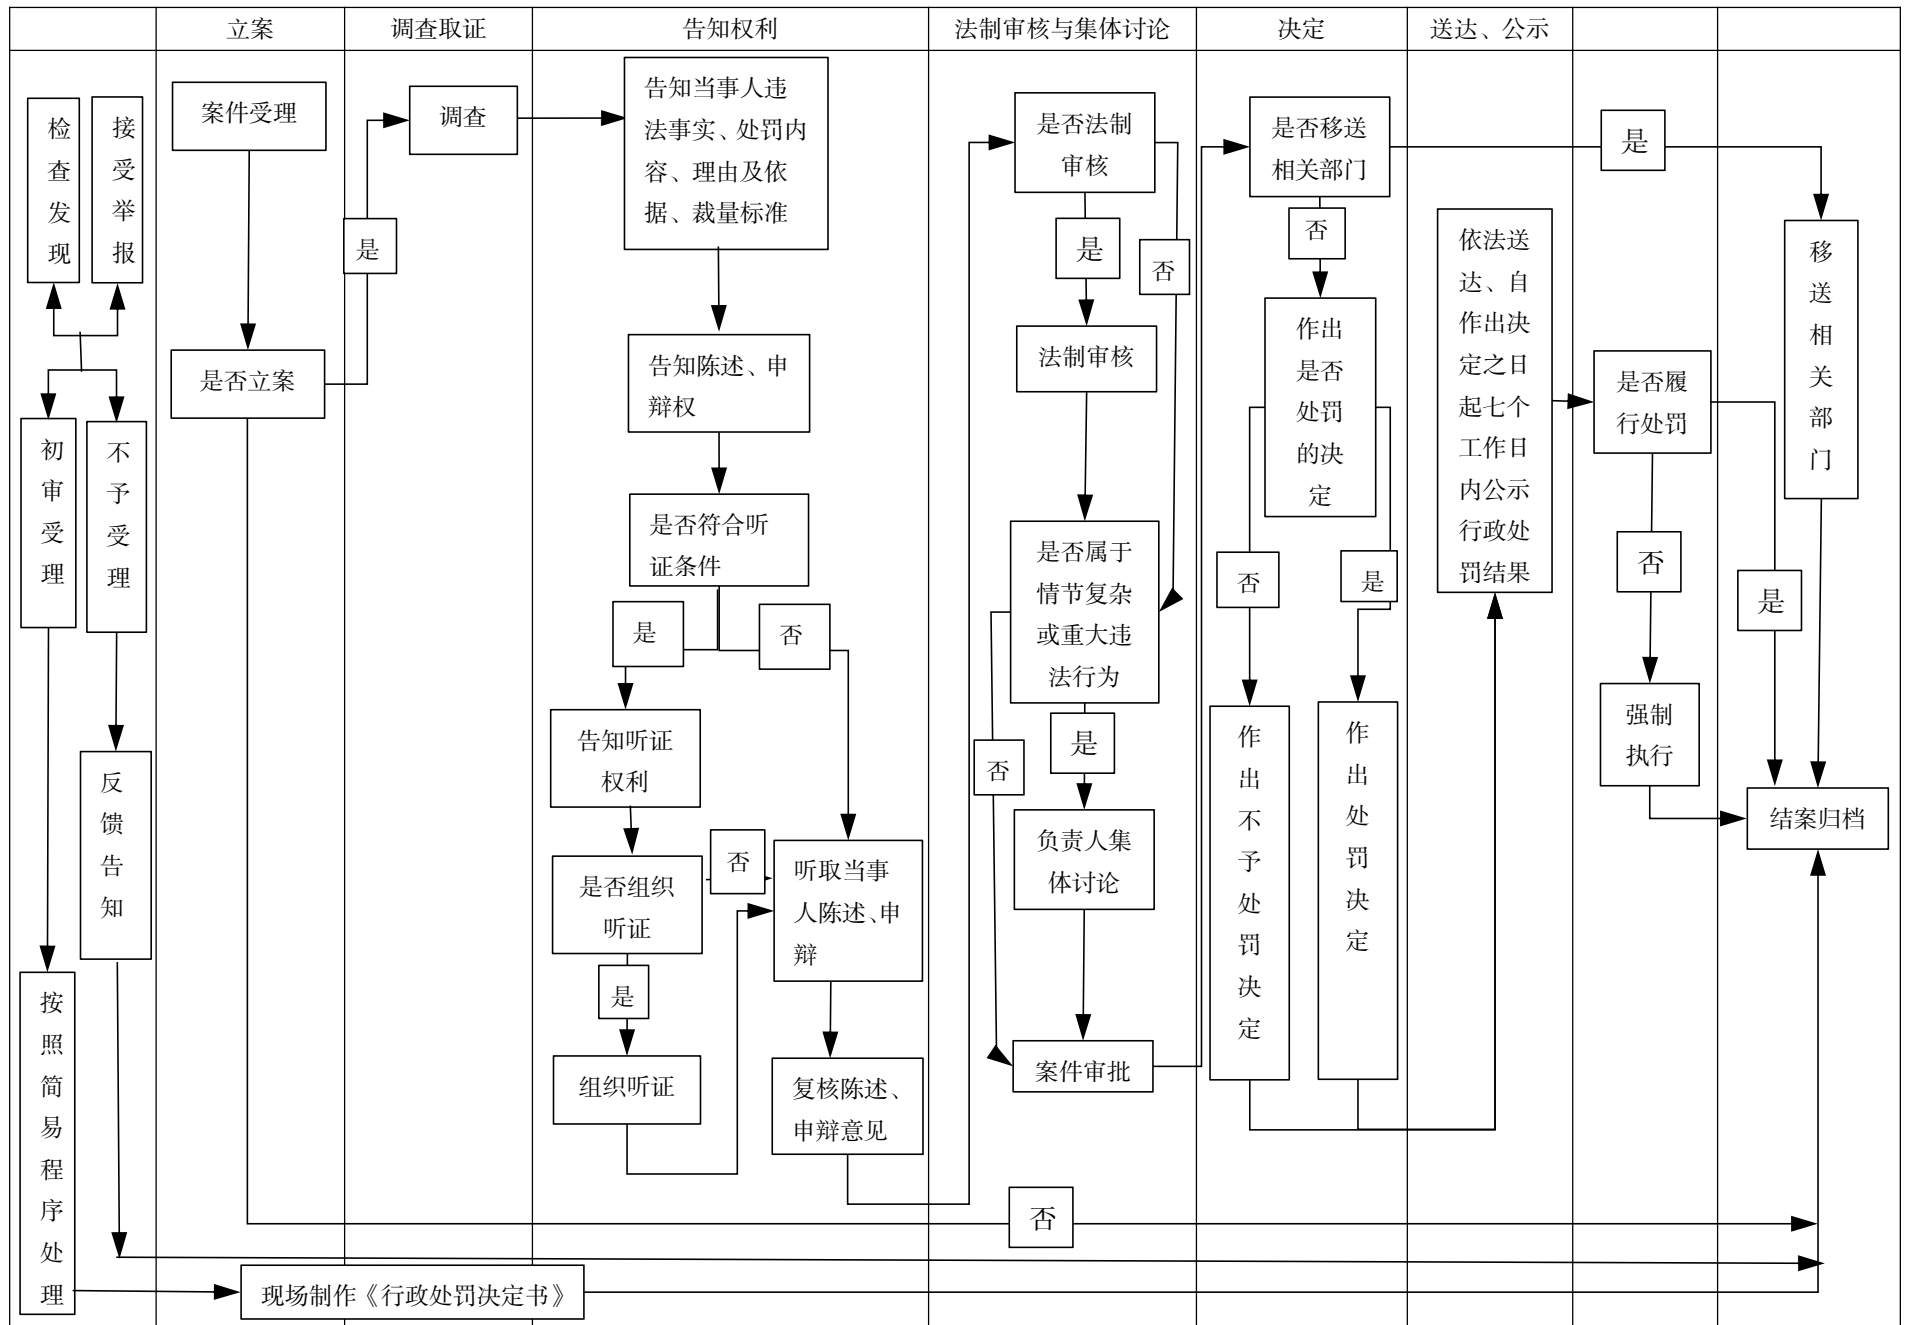 立案
调查取证
告知权利
法制审核与集体讨论
决定
送达、公示
检查发现
接受举报
初审受理
不予受理
反馈告知
按照简易程序处理
案件受理
是否立案
是
调查
告知当事人违
法事实、处罚内
容、理由及依
据、裁量标准
告知陈述、申
辩权
是否符合听
证条件
是
否
告知听证
权利
是否组织
听证
否
是
组织听证
听取当事
人陈述、申
辩
复核陈述、
申辩意见
是否法制
审核
是
否
法制审核
是否属于
情节复杂
或重大违
法行为
否
是
负责人集
体讨论
案件审批
是否移送
相关部门
是
否
作出
是否
处罚
的决
定
否
是
作出不予处罚决定
作出处罚决定
依法送
达、自
作出决
定之日
起七个
工作日
内公示
行政处
罚结果
是否履
行处罚
否
是
强制
执行
移送相关部门
结案归档
否
现场制作《行政处罚决定书》